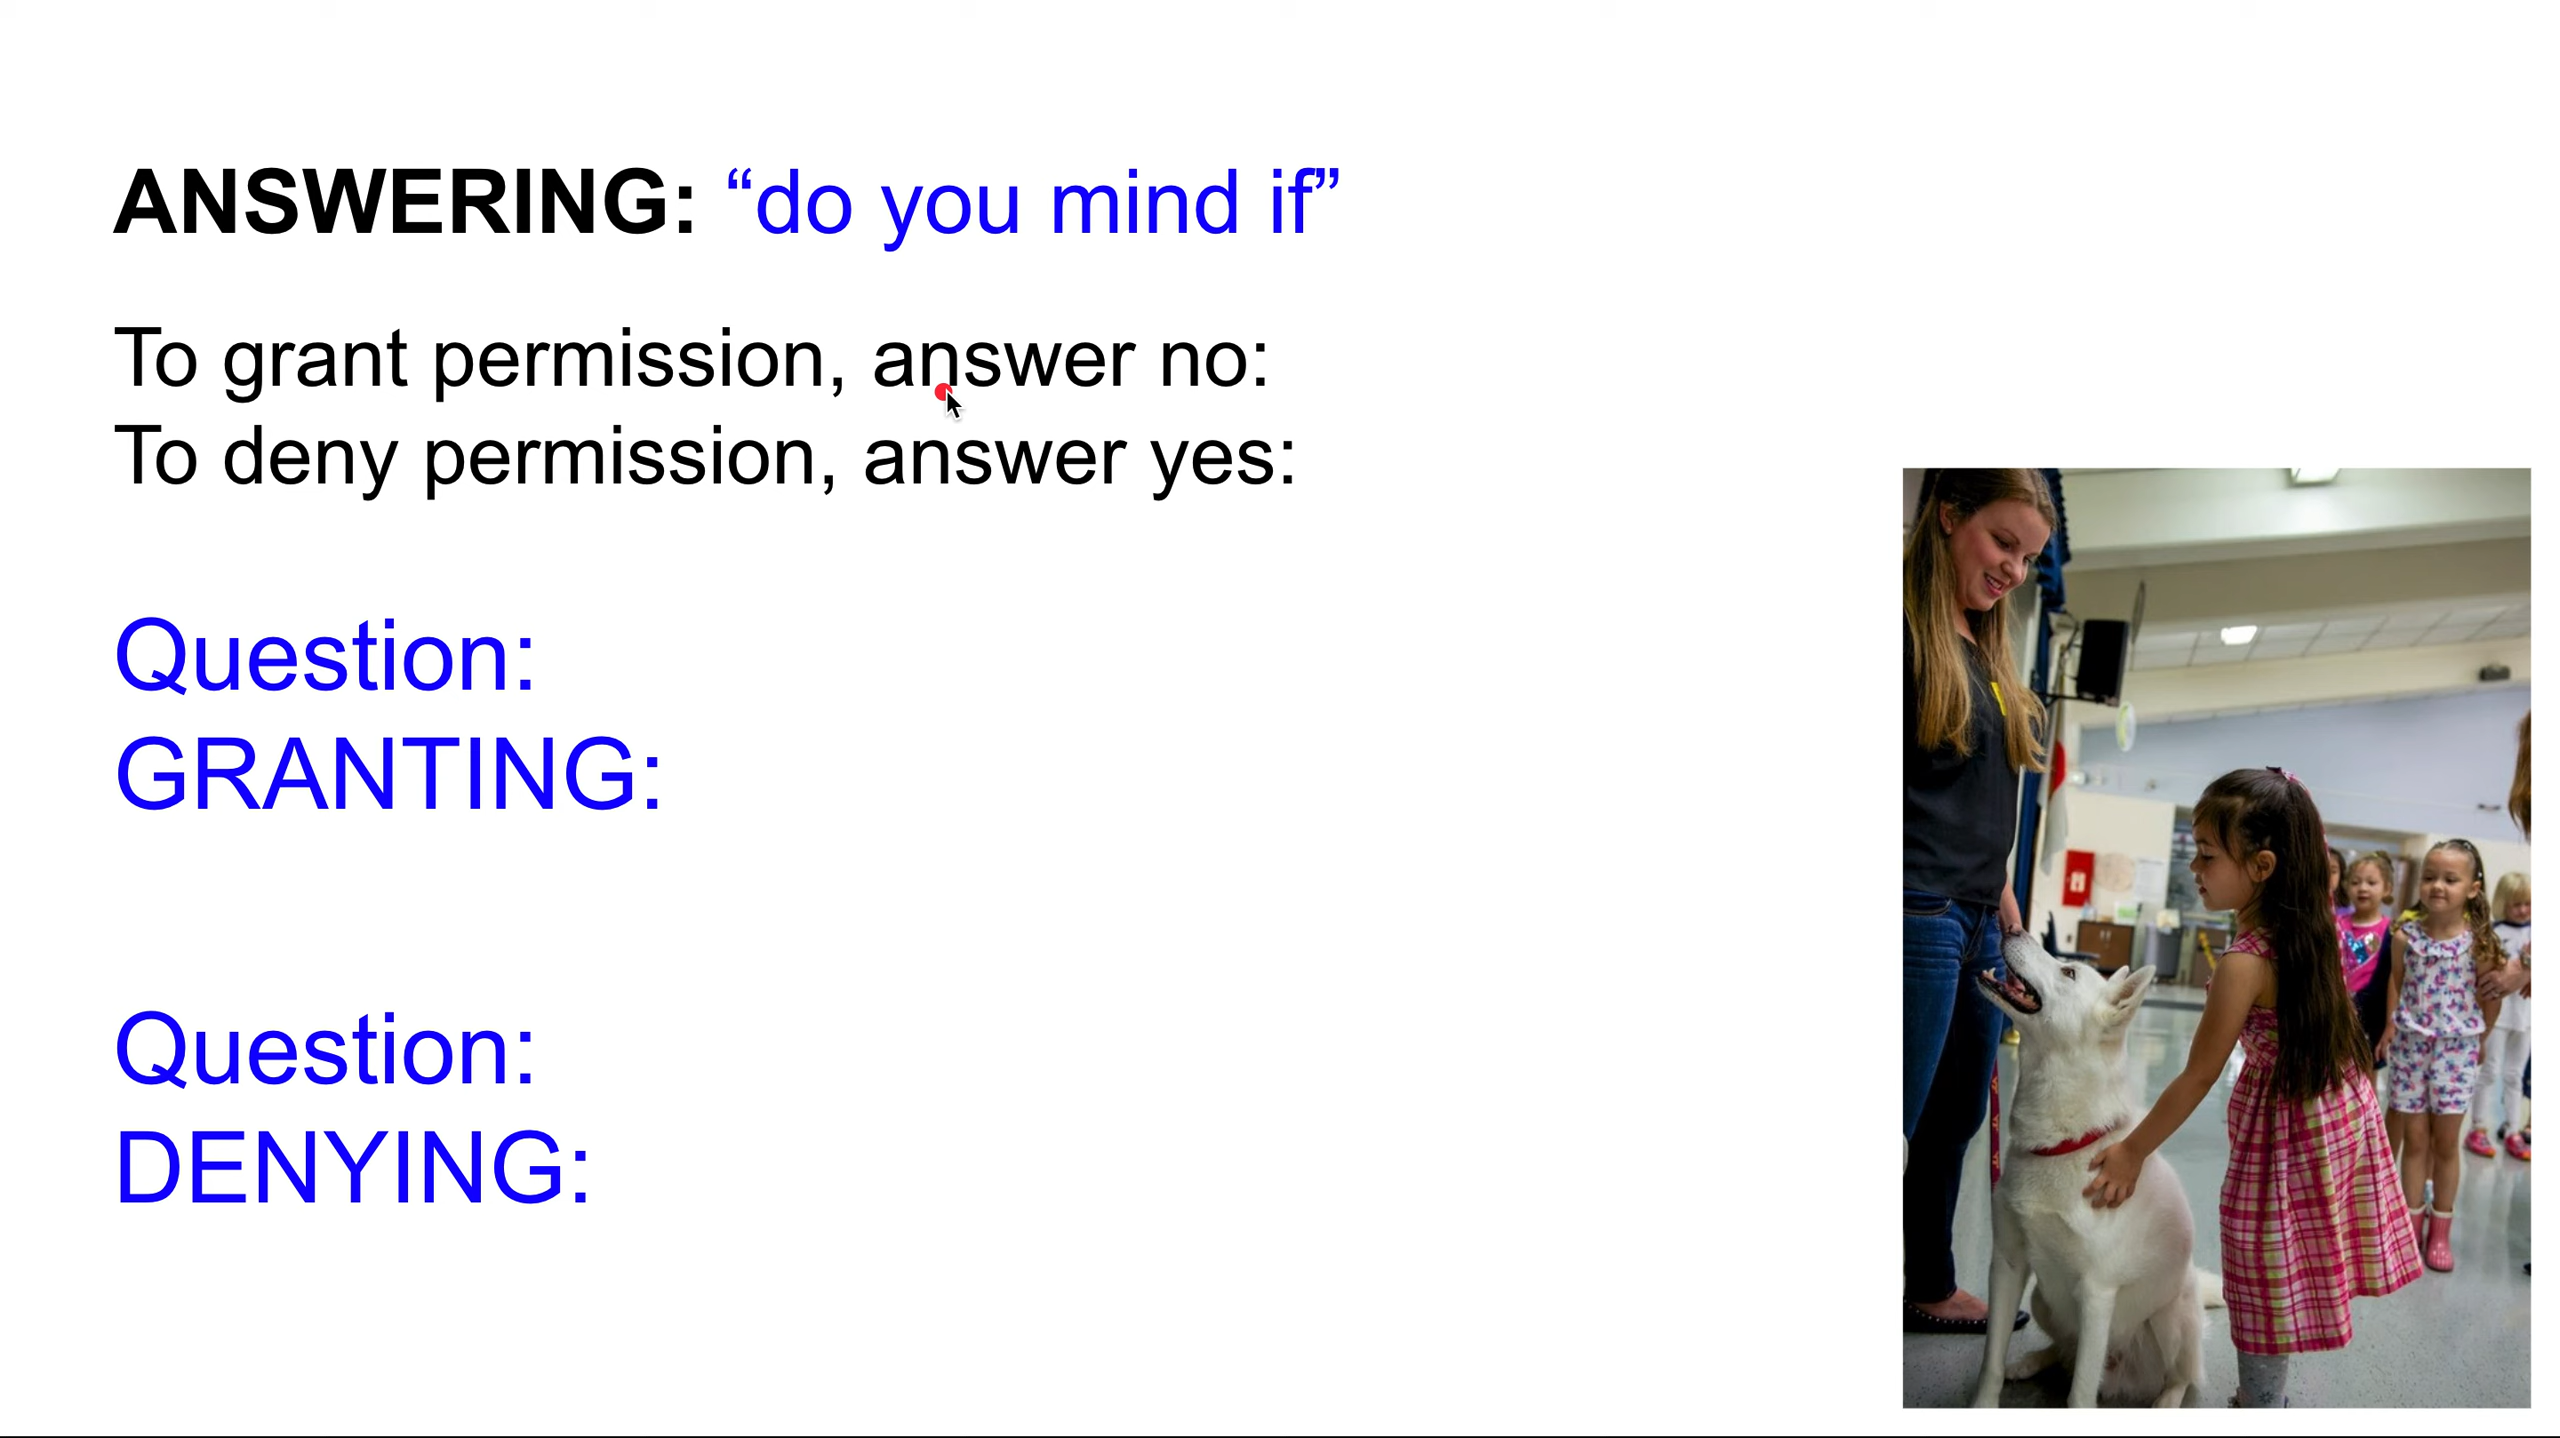 ANSWERING: “do you mind if”
To grant permission, answer no:
To deny permission, answer yes:
Question:
GRANTING:
Question:
DENYING: